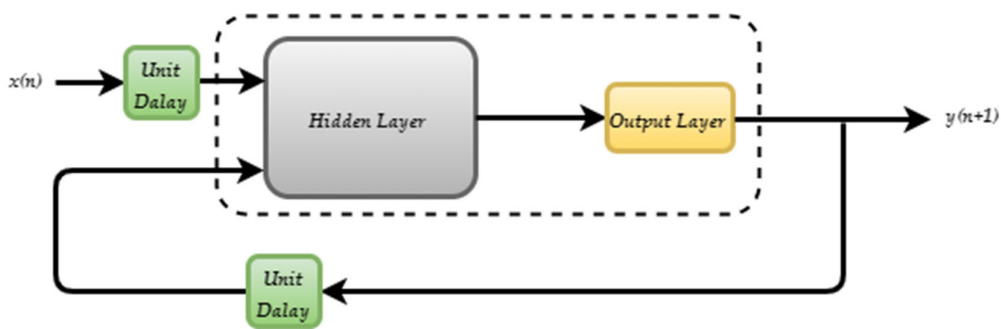 x(n)
Unit
Dalay
Hidden Layer
Output Layer
y(n+1)
Unit
Dalay